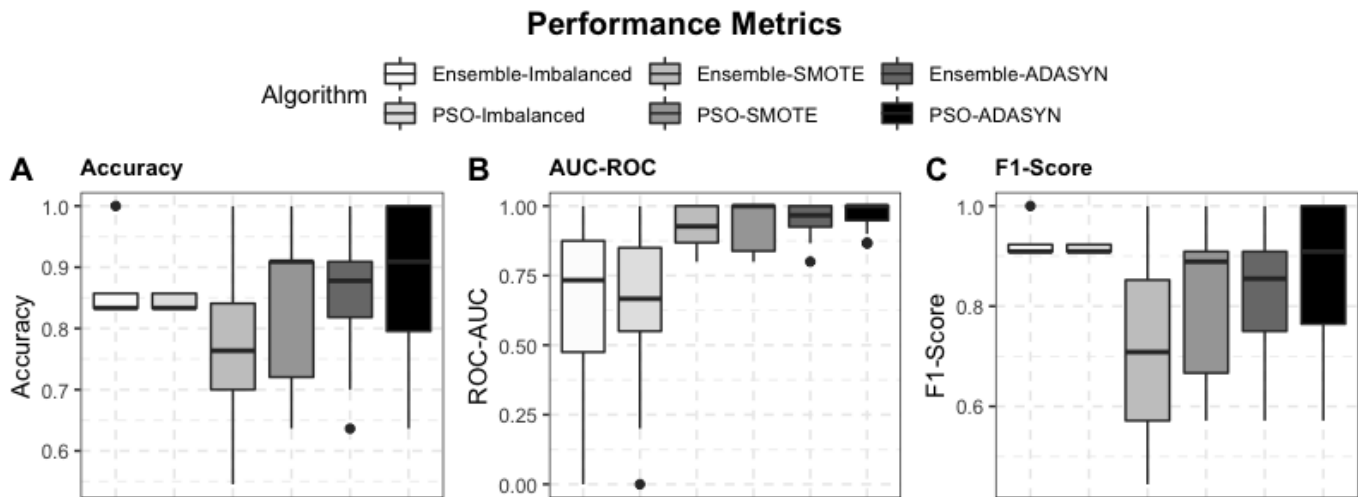 Performance Metrics
Algorithm
Ensemble-Imbalanced
Ensemble-SMOTE
Ensemble-ADASYN
PSO-Imbalanced
PSO-SMOTE
PSO-ADASYN
A Accuracy
Accuracy
1.0
0.9
0.8
0.7
0.6
B AUC-ROC
ROC-AUC
1.00
0.75
0.50
0.25
0.00
C F1-Score
F1-Score
1.0
0.8
0.6